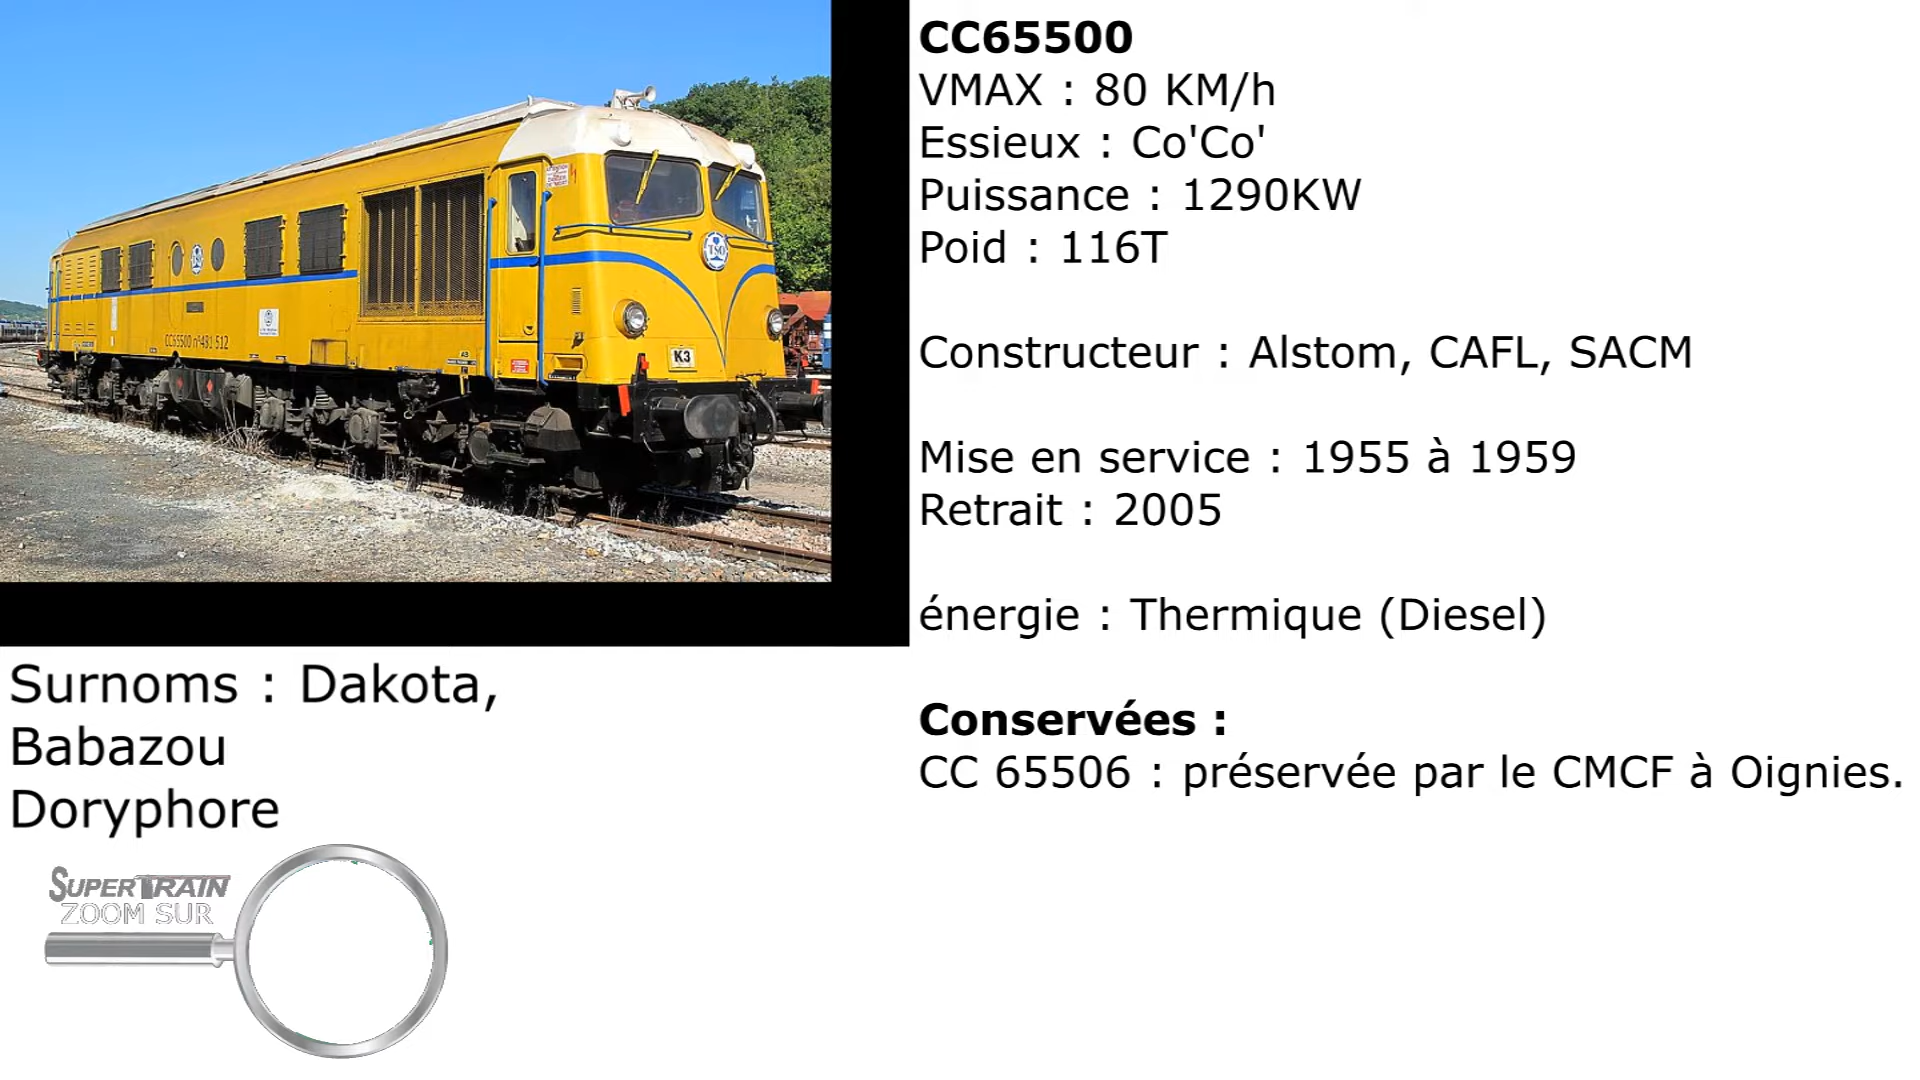 CC65500
VMAX : 80 KM/h
Essieux : Co'Co'
Puissance : 1290KW
Poid : 116T
Constructeur : Alstom, CAFL, SACM
Mise en service : 1955 à 1959
Retrait : 2005
énergie : Thermique (Diesel)
Conservées :
CC 65506 : préservée par le CMCF à Oignies.
TSO
K3
Surnoms : Dakota,
Babazou
Doryphore
SUPERTRAIN
ZOOM SUR